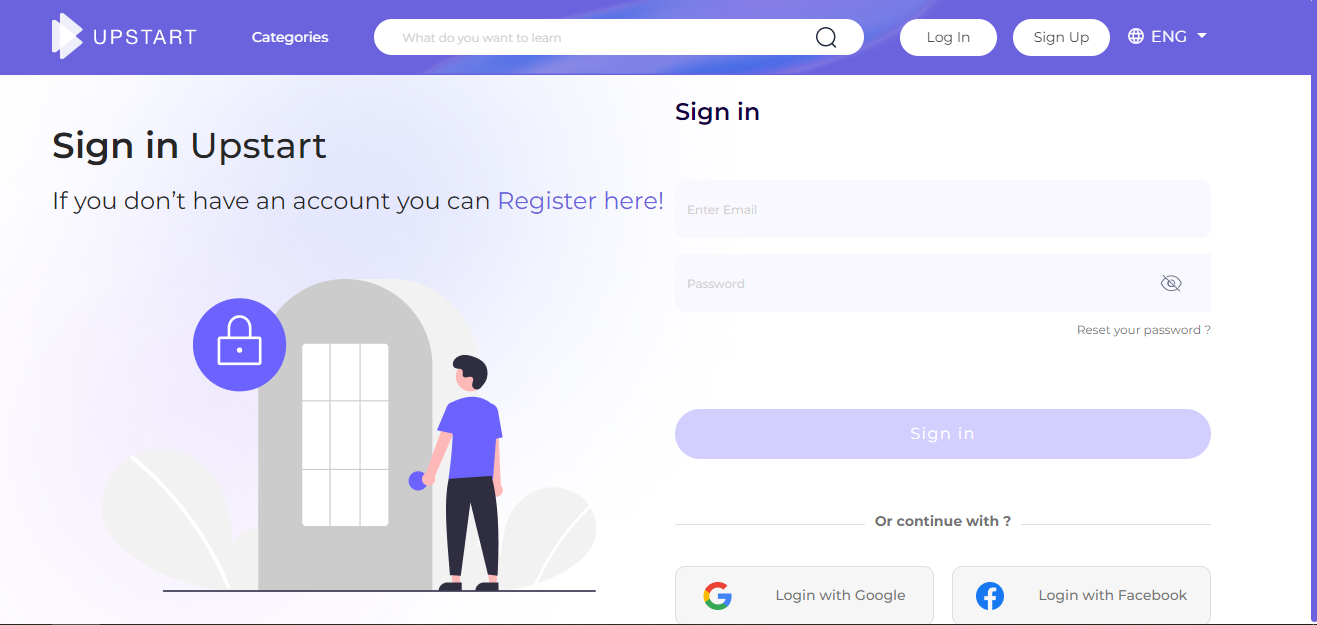 UPSTART
Categories
What do you want to learn
Log In
Sign Up
ENG
Sign in Upstart
If you don’t have an account you can Register here!
Sign in
Enter Email
Password
Reset your password ?
Sign in
Or continue with ?
Login with Google
Login with Facebook